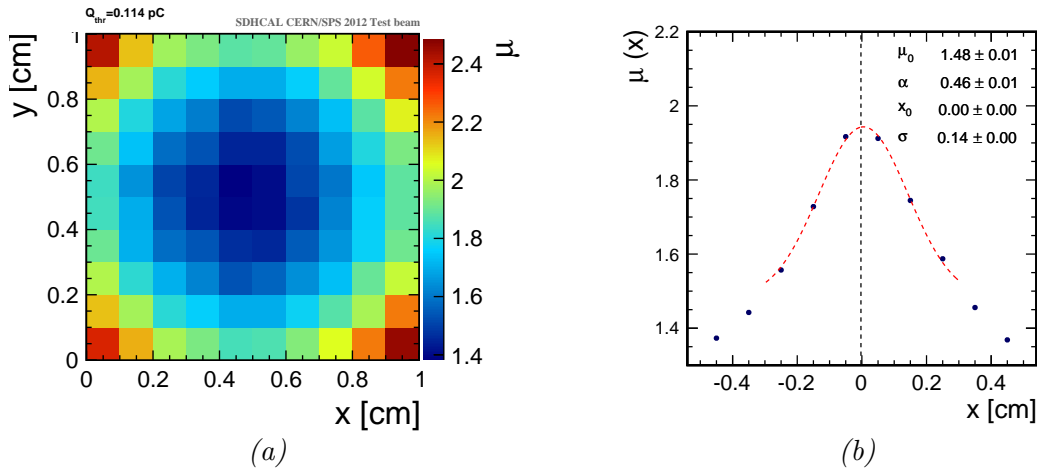 Q_thr=0.114 pC
SDHCAL CERN/SPS 2012 Test beam
y [cm]
1
0.8
0.6
0.4
0.2
0
0 0.2 0.4 0.6 0.8 1
x [cm]
μ
2.4
2.2
2
1.8
1.6
1.4
(a)
μ (x)
2.2
2
1.8
1.6
1.4
μ_0 1.48 ± 0.01
α 0.46 ± 0.01
x_0 0.00 ± 0.00
σ 0.14 ± 0.00
-0.4 -0.2 0 0.2 0.4
x [cm]
(b)